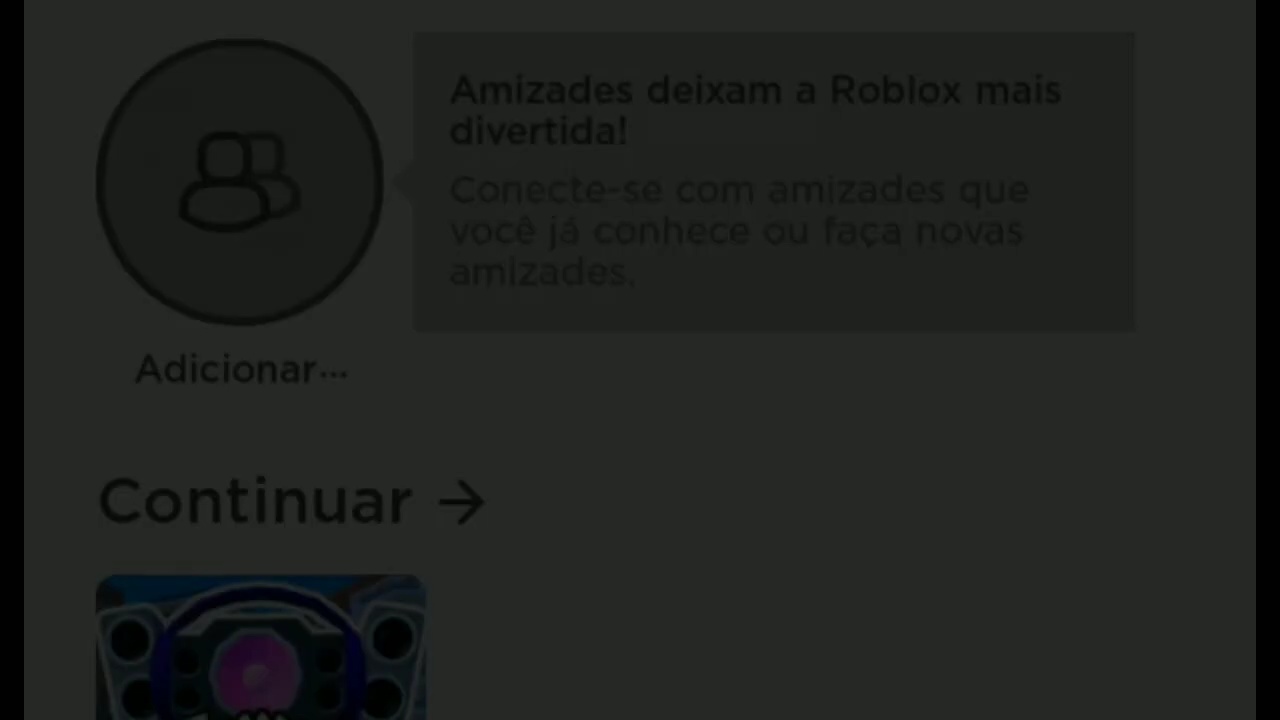 Amizades deixam a Roblox mais
divertida!
Conecte-se com amizades que
você já conhece ou faça novas
amizades.
Adicionar...
Continuar →